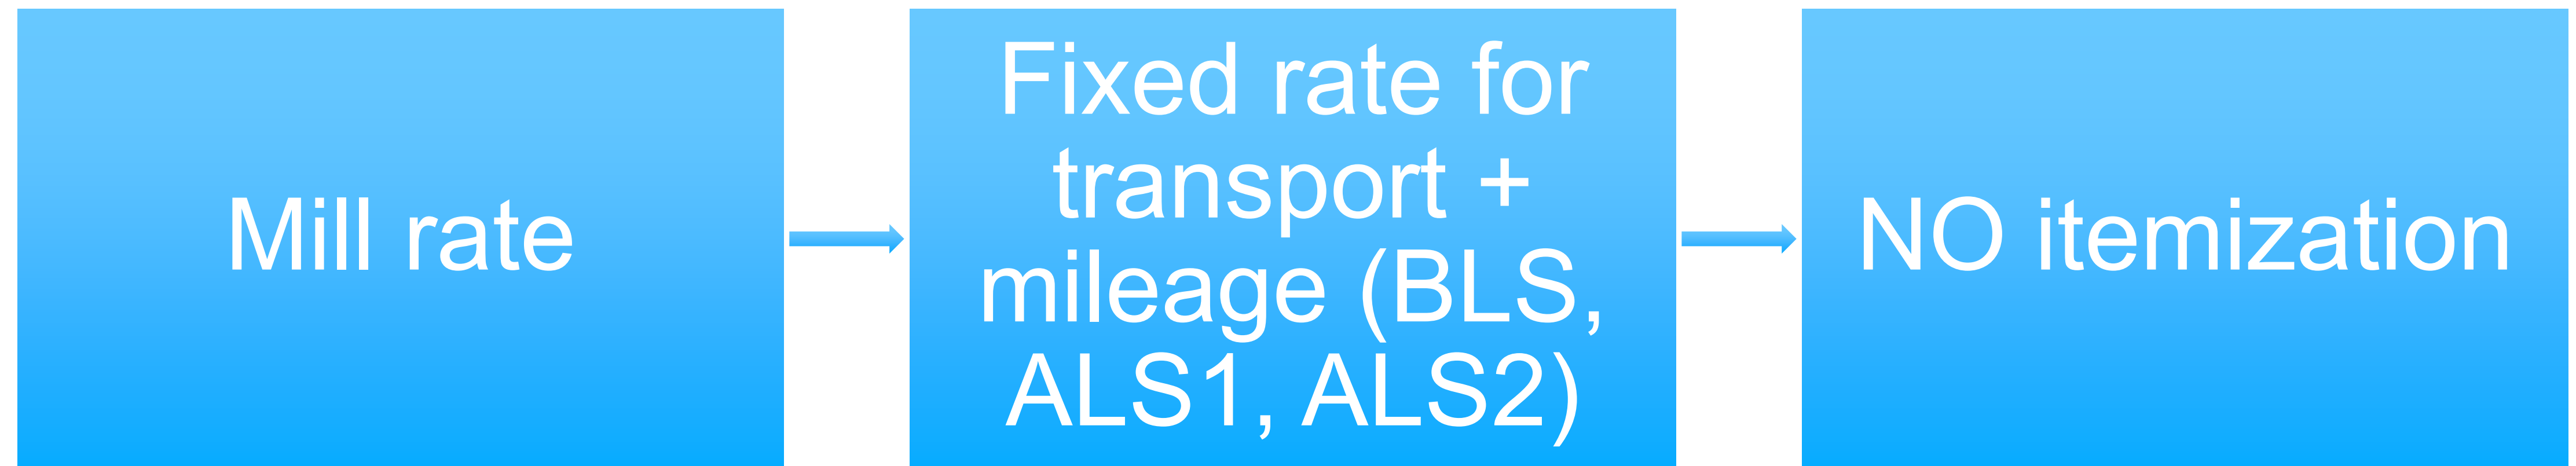 Mill rate
Fixed rate for
transport +
mileage (BLS,
ALS1, ALS2)
NO itemization